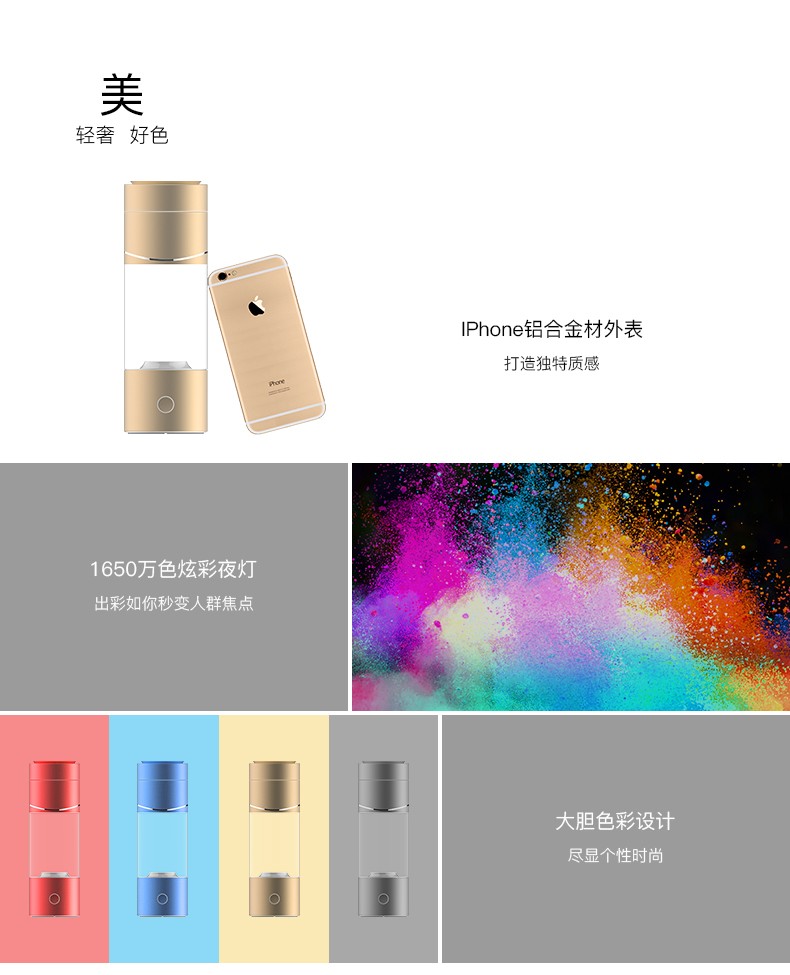 美
轻奢 好色
iPhone
IPhone铝合金材外表
打造独特质感
1650万色炫彩夜灯
出彩如你秒变人群焦点
大胆色彩设计
尽显个性时尚